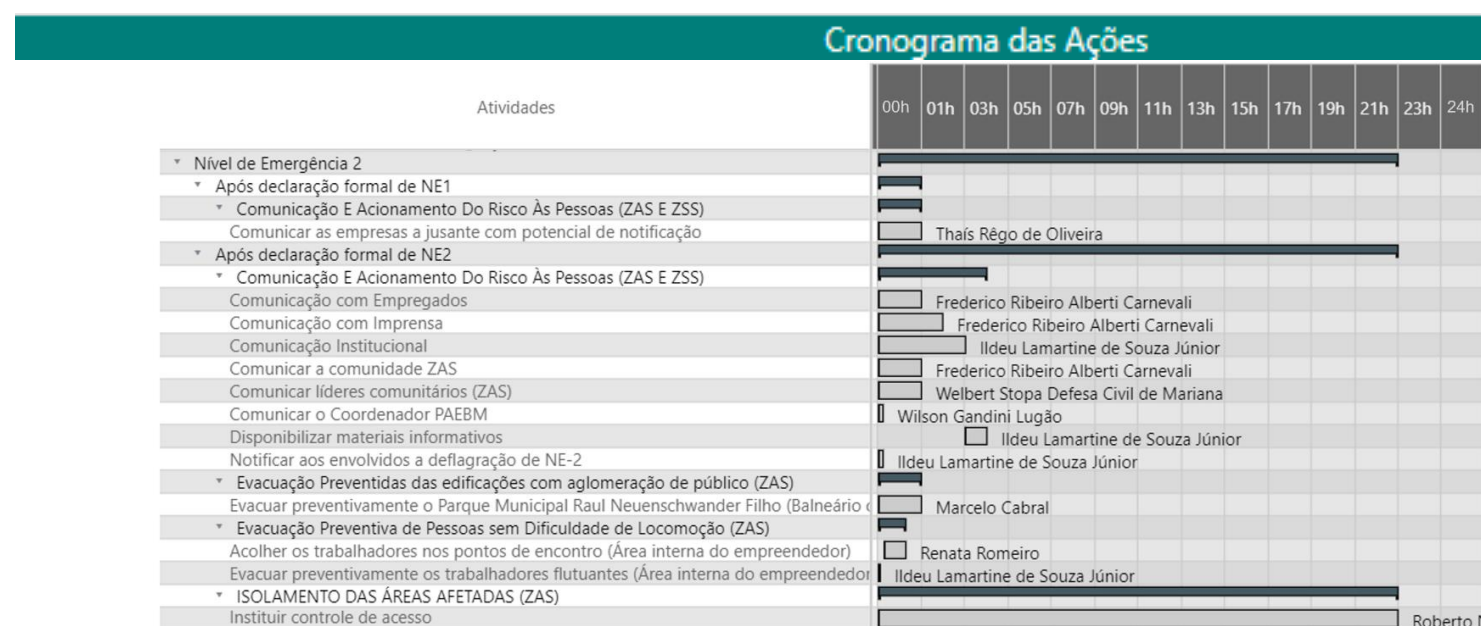 Cronograma das Ações
Atividades 00h 01h 03h 05h 07h 09h 11h 13h 15h 17h 19h 21h 23h 24h
Nível de Emergência 2
Após declaração formal de NE1
Comunicação E Acionamento Do Risco Às Pessoas (ZAS E ZSS)
Comunicar as empresas a jusante com potencial de notificação Thaís Rêgo de Oliveira
Após declaração formal de NE2
Comunicação E Acionamento Do Risco Às Pessoas (ZAS E ZSS)
Comunicação com Empregados Frederico Ribeiro Alberti Carnevali
Comunicação com Imprensa Frederico Ribeiro Alberti Carnevali
Comunicação Institucional Ildeu Lamartine de Souza Júnior
Comunicar a comunidade ZAS Frederico Ribeiro Alberti Carnevali
Comunicar líderes comunitários (ZAS) Welbert Stopa Defesa Civil de Mariana
Comunicar o Coordenador PAEBM Wilson Gandini Lugão
Disponibilizar materiais informativos Ildeu Lamartine de Souza Júnior
Notificar aos envolvidos a deflagração de NE-2 Ildeu Lamartine de Souza Júnior
Evacuação Preventidas das edificações com aglomeração de público (ZAS)
Evacuar preventivamente o Parque Municipal Raul Neuenschwander Filho (Balneário Marcelo Cabral
Evacuação Preventiva de Pessoas sem Dificuldade de Locomoção (ZAS)
Acolher os trabalhadores nos pontos de encontro (Área interna do empreendedor) Renata Romeiro
Evacuar preventivamente os trabalhadores flutuantes (Área interna do empreendedor Ildeu Lamartine de Souza Júnior
ISOLAMENTO DAS ÁREAS AFETADAS (ZAS)
Instituir controle de acesso Roberto